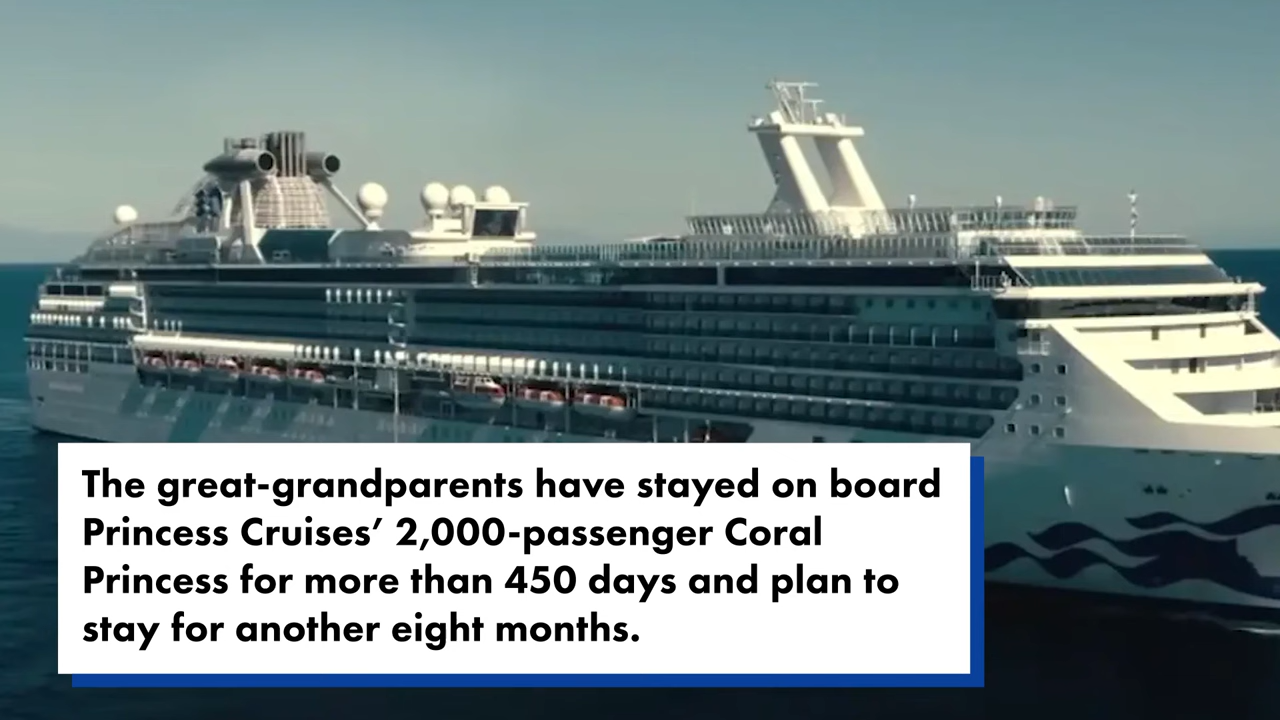 The great-grandparents have stayed on board
Princess Cruises’ 2,000-passenger Coral
Princess for more than 450 days and plan to
stay for another eight months.